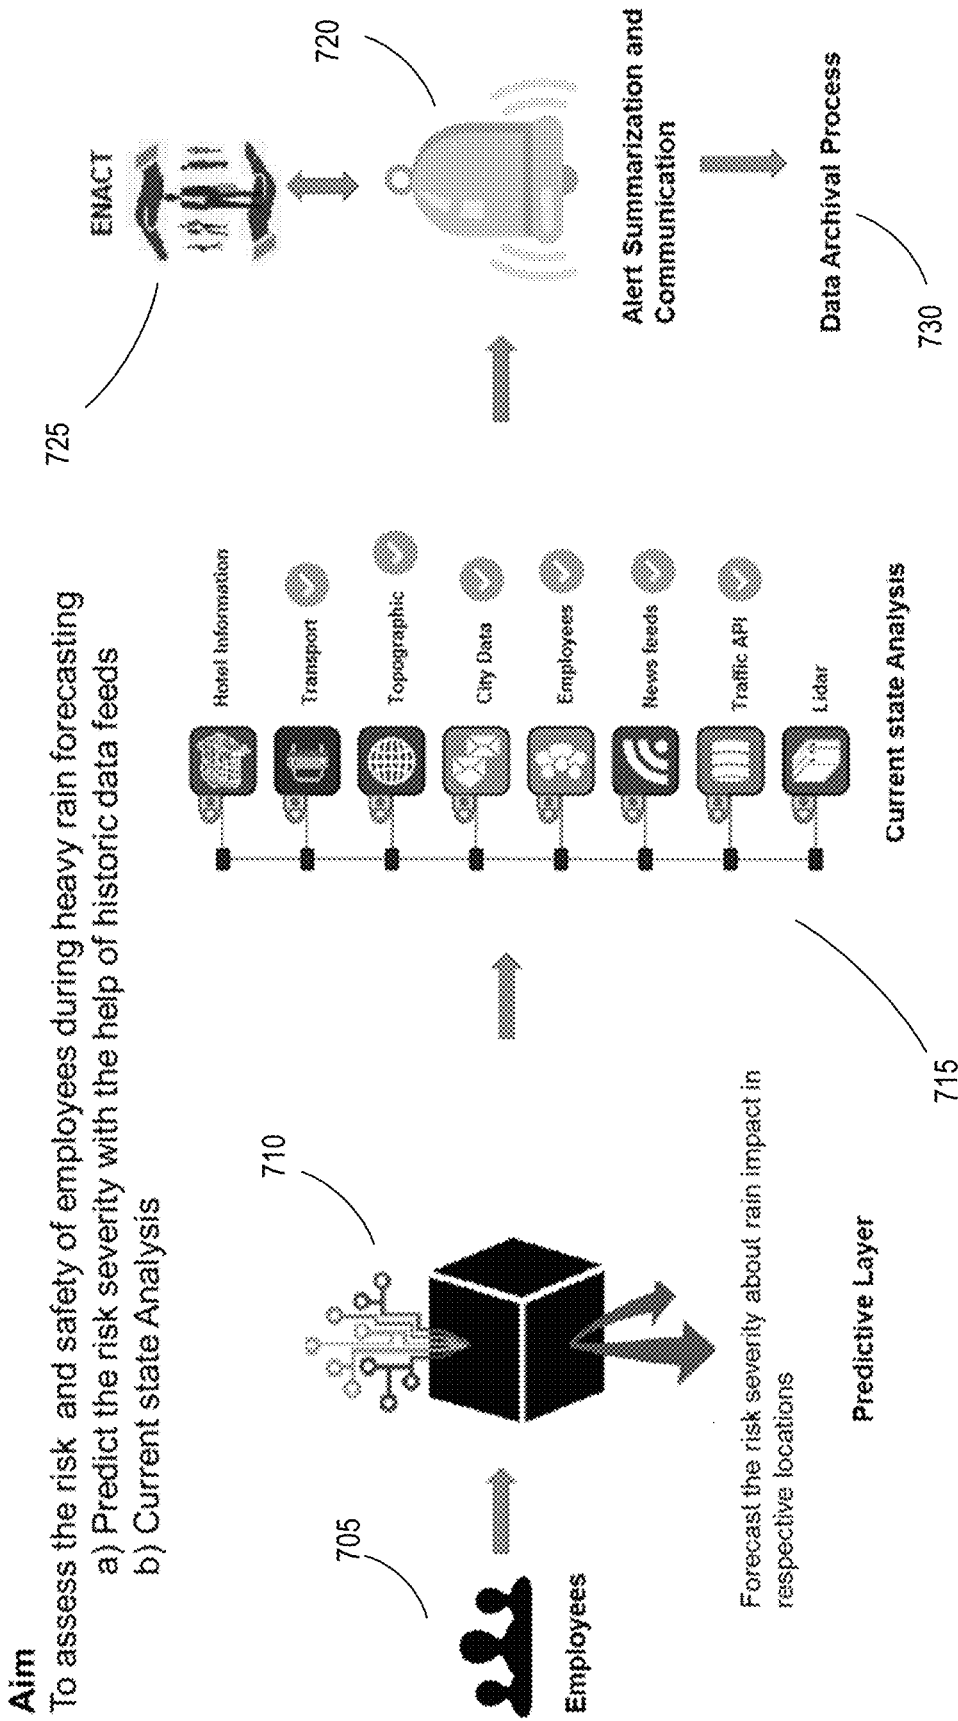 Aim
To assess the risk and safety of employees during heavy rain forecasting
a) Predict the risk severity with the help of historic data feeds
b) Current state Analysis
705
Employees
710
Forecast the risk severity about rain impact in
respective locations
Predictive Layer
Hotel Information
Transport
Topographic
City Data
Employees
News feeds
Traffic API
Lidar
Current state Analysis
715
725
ENACT
720
Alert Summarization and
Communication
Data Archival Process
730